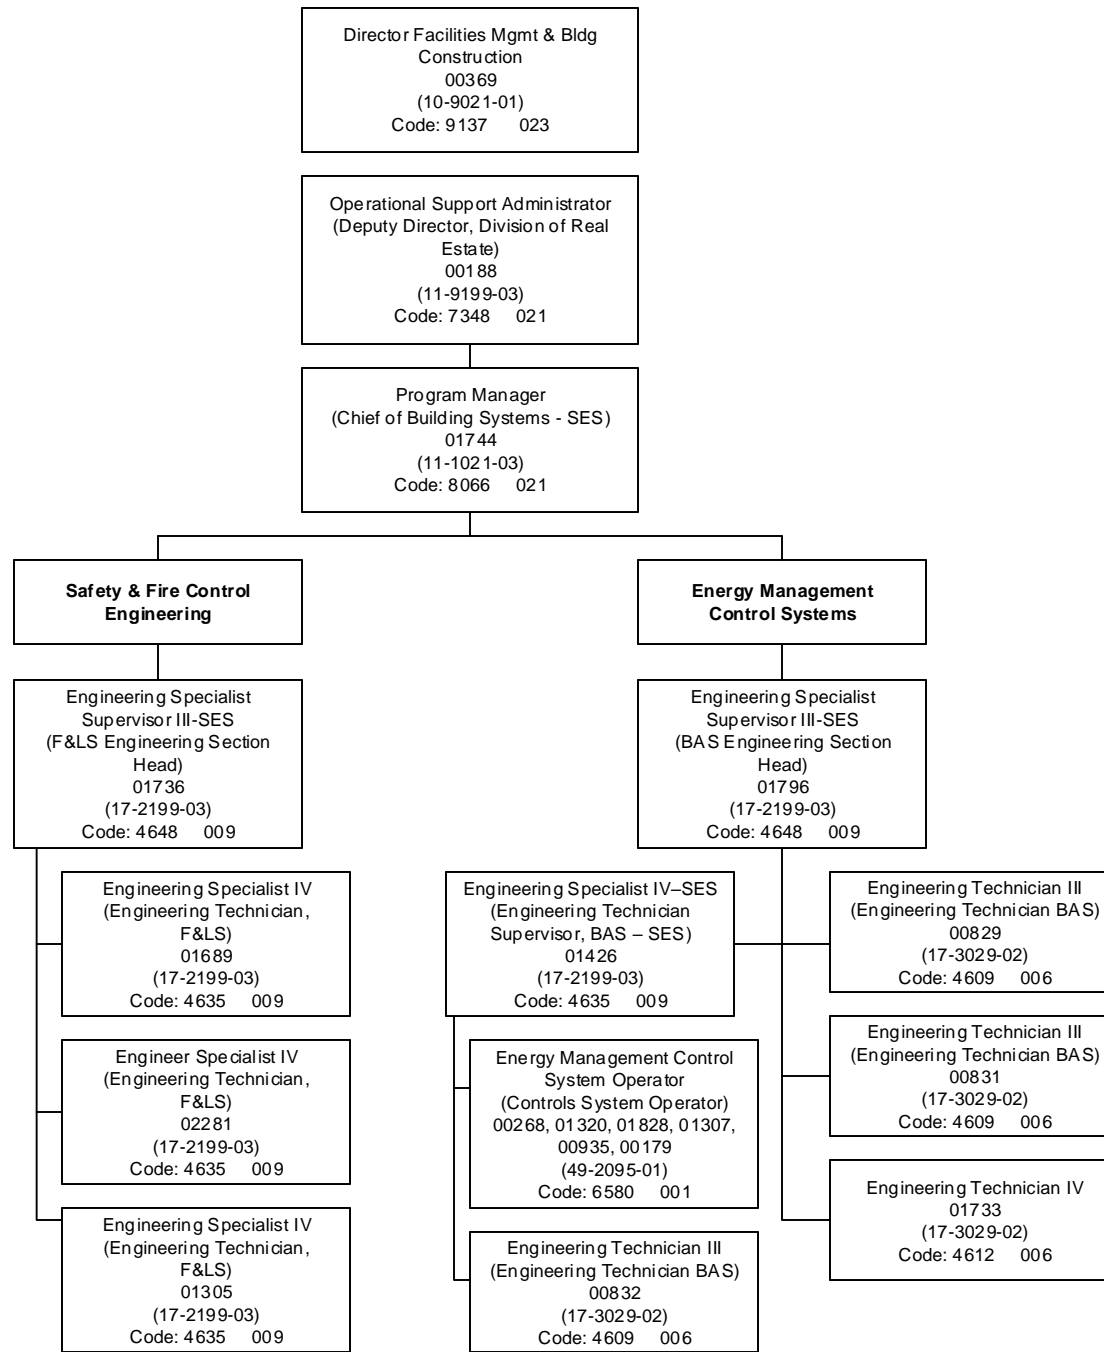 Director Facilities Mgmt & Bldg
Construction
00369
(10-9021-01)
Code: 9137 023
Operational Support Administrator
(Deputy Director, Division of Real
Estate)
00188
(11-9199-03)
Code: 7348 021
Program Manager
(Chief of Building Systems - SES)
01744
(11-1021-03)
Code: 8066 021
Safety & Fire Control
Engineering
Energy Management
Control Systems
Engineering Specialist
Supervisor III-SES
(F&LS Engineering Section
Head)
01736
(17-2199-03)
Code: 4648 009
Engineering Specialist
Supervisor III-SES
(BAS Engineering Section
Head)
01796
(17-2199-03)
Code: 4648 009
Engineering Specialist IV
(Engineering Technician,
F&LS)
01689
(17-2199-03)
Code: 4635 009
Engineer Specialist IV
(Engineering Technician,
F&LS)
02281
(17-2199-03)
Code: 4635 009
Engineering Specialist IV
(Engineering Technician,
F&LS)
01305
(17-2199-03)
Code: 4635 009
Engineering Specialist IV–SES
(Engineering Technician
Supervisor, BAS – SES)
01426
(17-2199-03)
Code: 4635 009
Energy Management Control
System Operator
(Controls System Operator)
00268, 01320, 01828, 01307,
00935, 00179
(49-2095-01)
Code: 6580 001
Engineering Technician III
(Engineering Technician BAS)
00832
(17-3029-02)
Code: 4609 006
Engineering Technician III
(Engineering Technician BAS)
00829
(17-3029-02)
Code: 4609 006
Engineering Technician III
(Engineering Technician BAS)
00831
(17-3029-02)
Code: 4609 006
Engineering Technician IV
01733
(17-3029-02)
Code: 4612 006